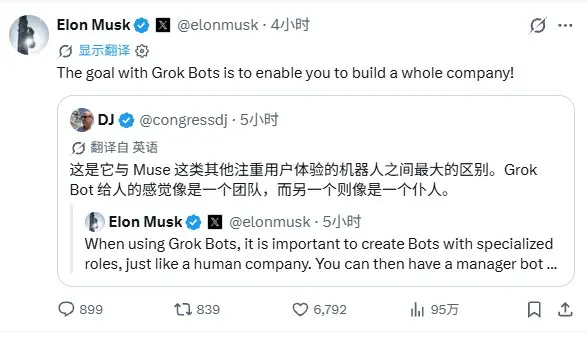 Elon Musk @elonmusk · 4小时
显示翻译
The goal with Grok Bots is to enable you to build a whole company!
DJ @congressdj · 5小时
翻译自 英语
这是它与 Muse 这类其他注重用户体验的机器人之间最大的区别。Grok
Bot 给人的感觉像是一个团队，而另一个则像是一个仆人。
Elon Musk @elonmusk · 5小时
When using Grok Bots, it is important to create Bots with specialized
roles, just like a human company. You can then have a manager bot ...
899 839 6,792 95万